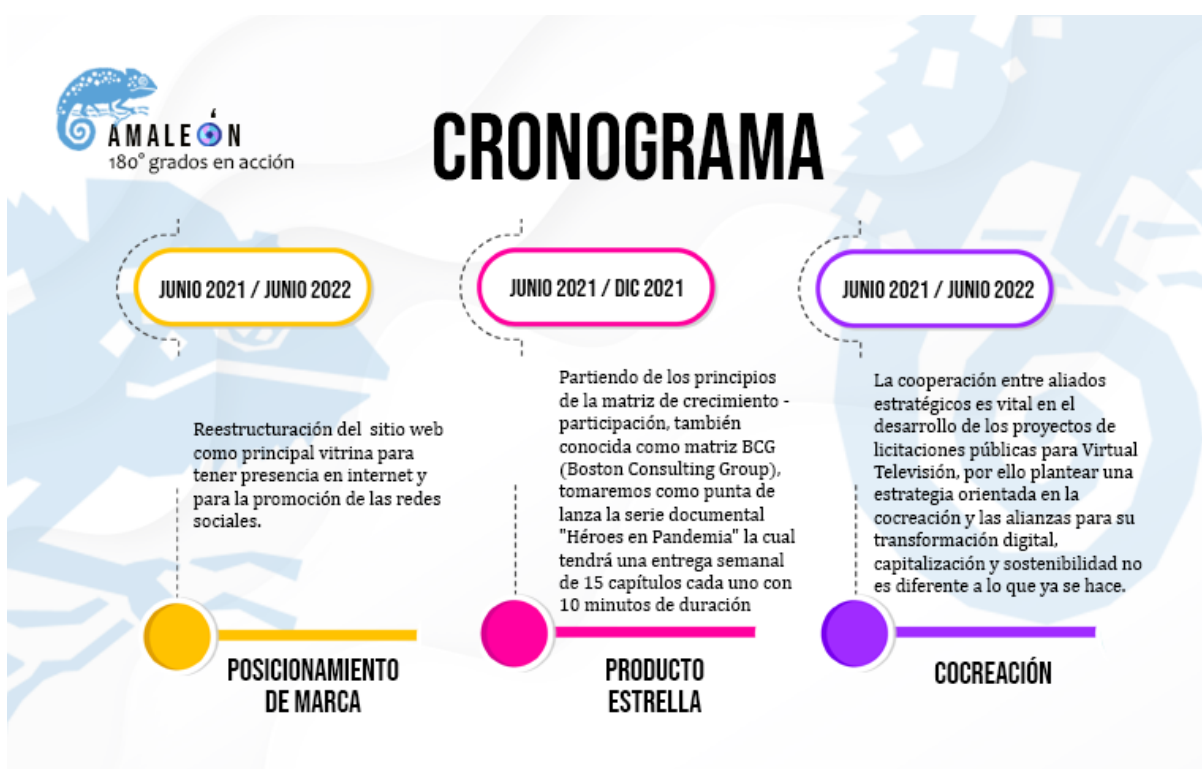 AMALEÓN
180° grados en acción
CRONOGRAMA
JUNIO 2021 / JUNIO 2022
Reestructuración del sitio web
como principal vitrina para
tener presencia en internet y
para la promoción de las redes
sociales.
POSICIONAMIENTO
DE MARCA
JUNIO 2021 / DIC 2021
Partiendo de los principios
de la matriz de crecimiento -
participación, también
conocida como matriz BCG
(Boston Consulting Group),
tomaremos como punta de
lanza la serie documental
"Héroes en Pandemia" la cual
tendrá una entrega semanal
de 15 capítulos cada uno con
10 minutos de duración
PRODUCTO
ESTRELLA
JUNIO 2021 / JUNIO 2022
La cooperación entre aliados
estratégicos es vital en el
desarrollo de los proyectos de
licitaciones públicas para Virtual
Televisión, por ello plantear una
estrategia orientada en la
cocreación y las alianzas para su
transformación digital,
capitalización y sostenibilidad no
es diferente a lo que ya se hace.
COCREACIÓN